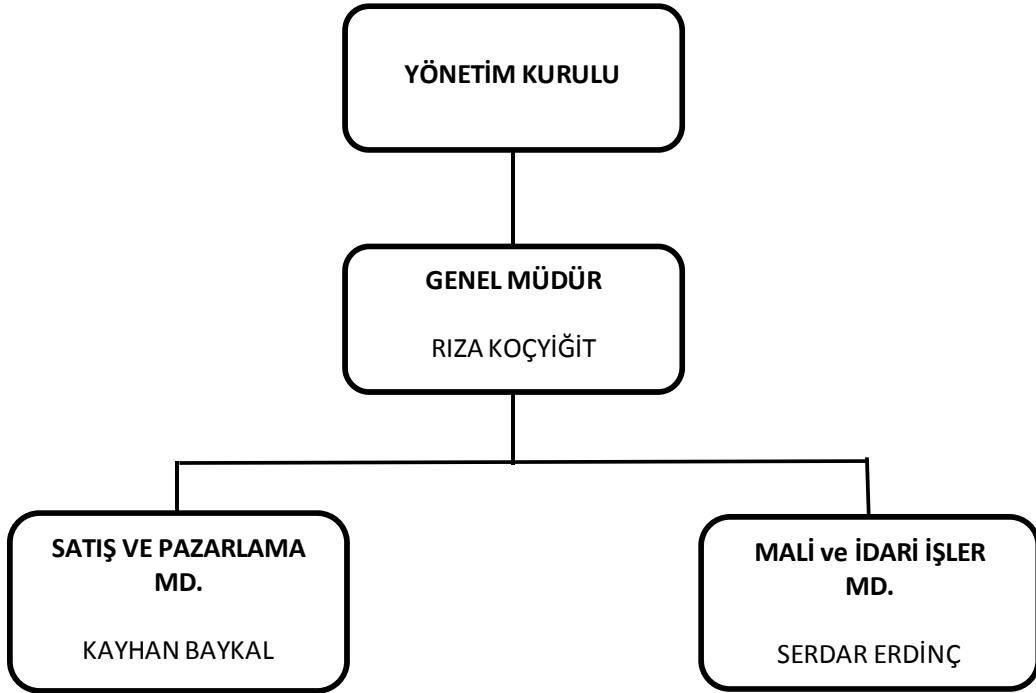 YÖNETİM KURULU
GENEL MÜDÜR
RIZA KOÇYİĞİT
SATIŞ VE PAZARLAMA
MD.
KAYHAN BAYKAL
MALİ ve İDARİ İŞLER
MD.
SERDAR ERDİNÇ